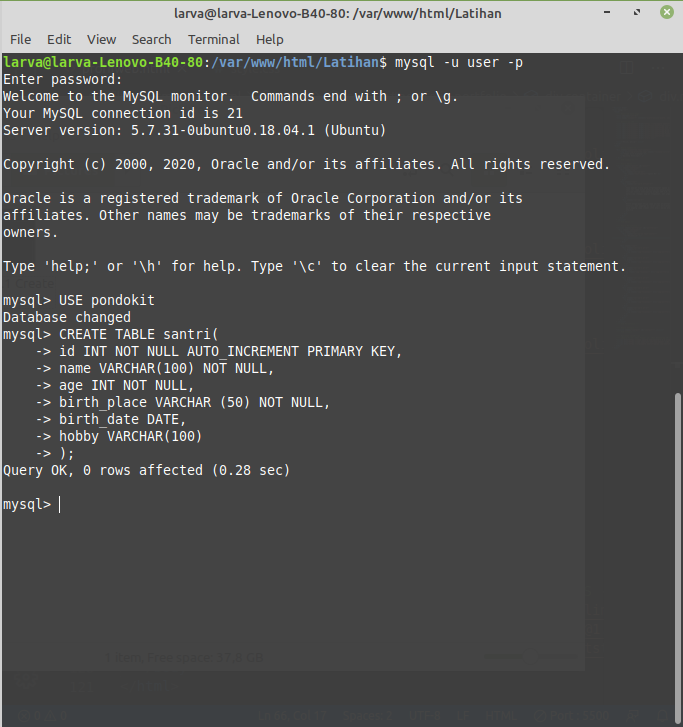 larva@larva-Lenovo-B40-80: /var/www/html/Latihan
File Edit View Search Terminal Help
larva@larva-Lenovo-B40-80:/var/www/html/Latihan$ mysql -u user -p
Enter password:
Welcome to the MySQL monitor.  Commands end with ; or \g.
Your MySQL connection id is 21
Server version: 5.7.31-0ubuntu0.18.04.1 (Ubuntu)
Copyright (c) 2000, 2020, Oracle and/or its affiliates. All rights reserved.
Oracle is a registered trademark of Oracle Corporation and/or its
affiliates. Other names may be trademarks of their respective
owners.
Type 'help;' or '\h' for help. Type '\c' to clear the current input statement.
mysql> USE pondokit
Database changed
mysql> CREATE TABLE santri(
    -> id INT NOT NULL AUTO_INCREMENT PRIMARY KEY,
    -> name VARCHAR(100) NOT NULL,
    -> age INT NOT NULL,
    -> birth_place VARCHAR (50) NOT NULL,
    -> birth_date DATE,
    -> hobby VARCHAR(100)
    -> );
Query OK, 0 rows affected (0.28 sec)
mysql>